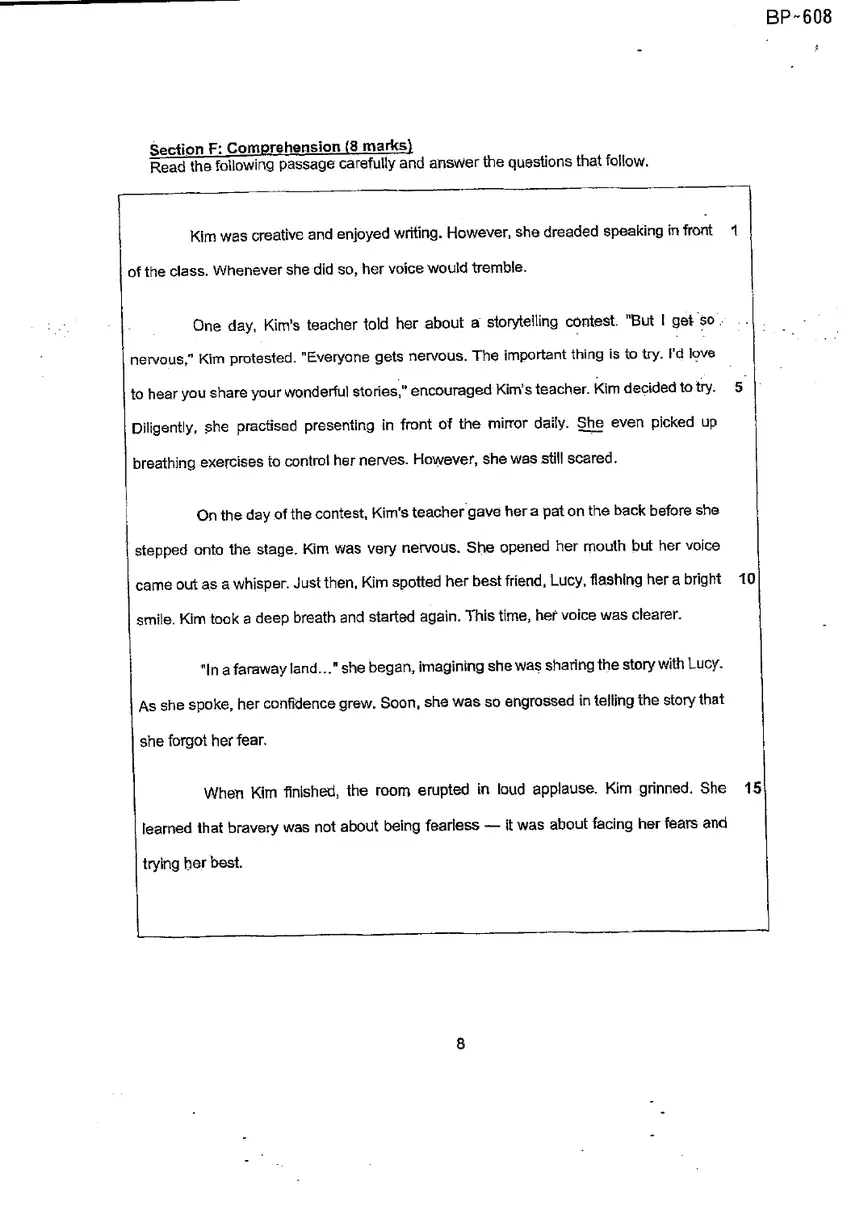 BP~608
Section F: Comprehension (8 marks)
Read the following passage carefully and answer the questions that follow.
Kim was creative and enjoyed writing. However, she dreaded speaking in front 1
of the class. Whenever she did so, her voice would tremble.
One day, Kim's teacher told her about a storytelling contest. "But I get so
nervous," Kim protested. "Everyone gets nervous. The important thing is to try. I'd love
to hear you share your wonderful stories," encouraged Kim's teacher. Kim decided to try. 5
Diligently, she practised presenting in front of the mirror daily. She even picked up
breathing exercises to control her nerves. However, she was still scared.
On the day of the contest, Kim's teacher gave her a pat on the back before she
stepped onto the stage. Kim was very nervous. She opened her mouth but her voice
came out as a whisper. Just then, Kim spotted her best friend, Lucy, flashing her a bright 10
smile. Kim took a deep breath and started again. This time, her voice was clearer.
"In a faraway land..." she began, imagining she was sharing the story with Lucy.
As she spoke, her confidence grew. Soon, she was so engrossed in telling the story that
she forgot her fear.
When Kim finished, the room erupted in loud applause. Kim grinned. She 15
learned that bravery was not about being fearless — it was about facing her fears and
trying her best.
8